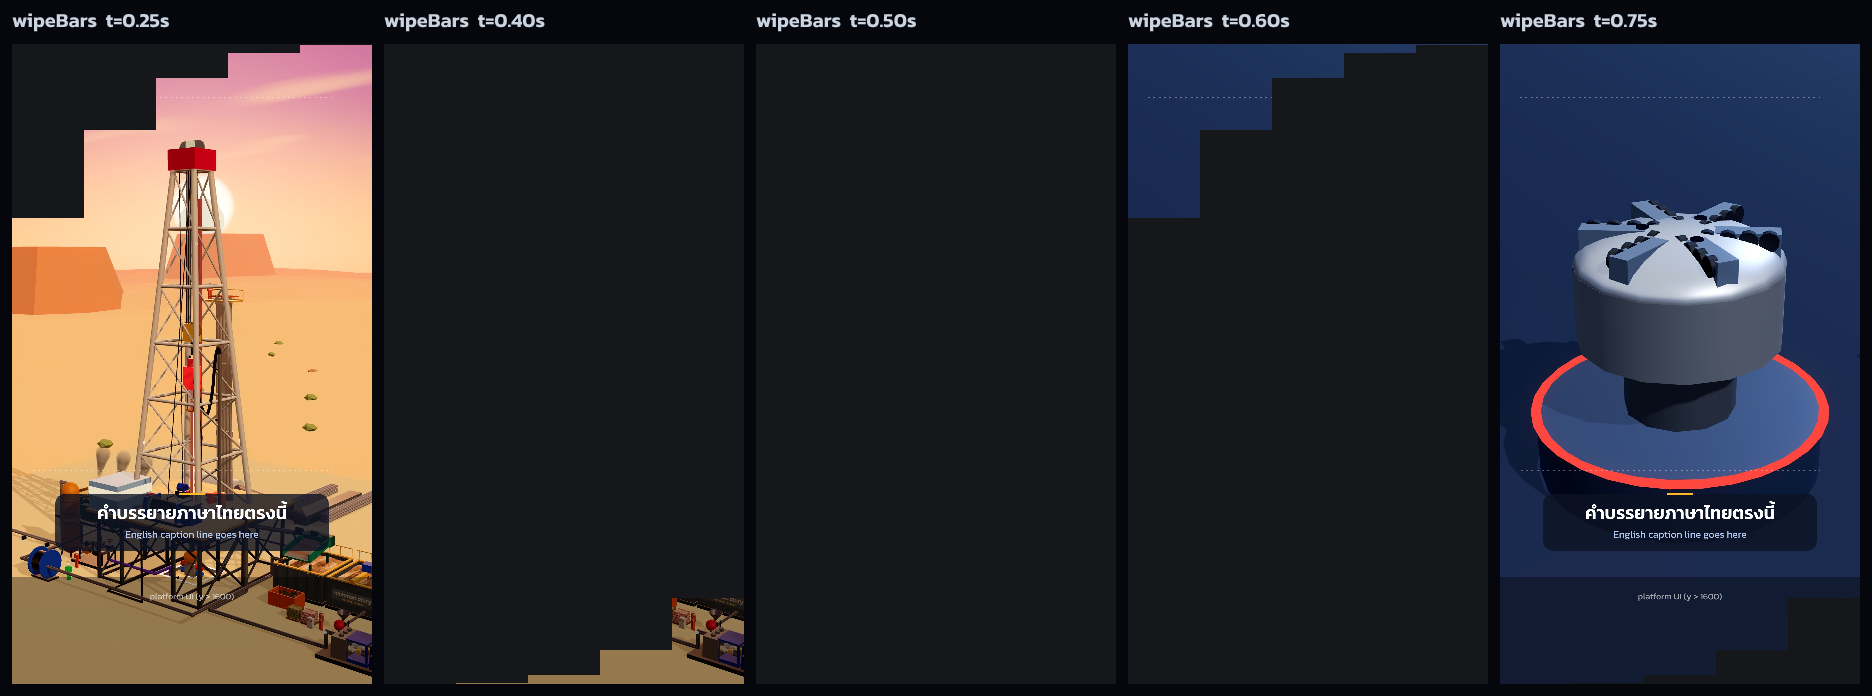 wipeBars t=0.25s
wipeBars t=0.40s
wipeBars t=0.50s
wipeBars t=0.60s
wipeBars t=0.75s
คำบรรยายภาษาไทยตรงนี้
English caption line goes here
platform UI (y > 1600)
คำบรรยายภาษาไทยตรงนี้
English caption line goes here
platform UI (y > 1600)